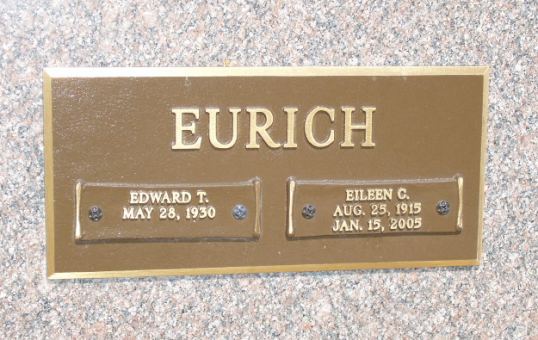 EURICH
EDWARD T.
MAY 28, 1930
EILEEN C.
AUG. 25, 1915
JAN. 15, 2005